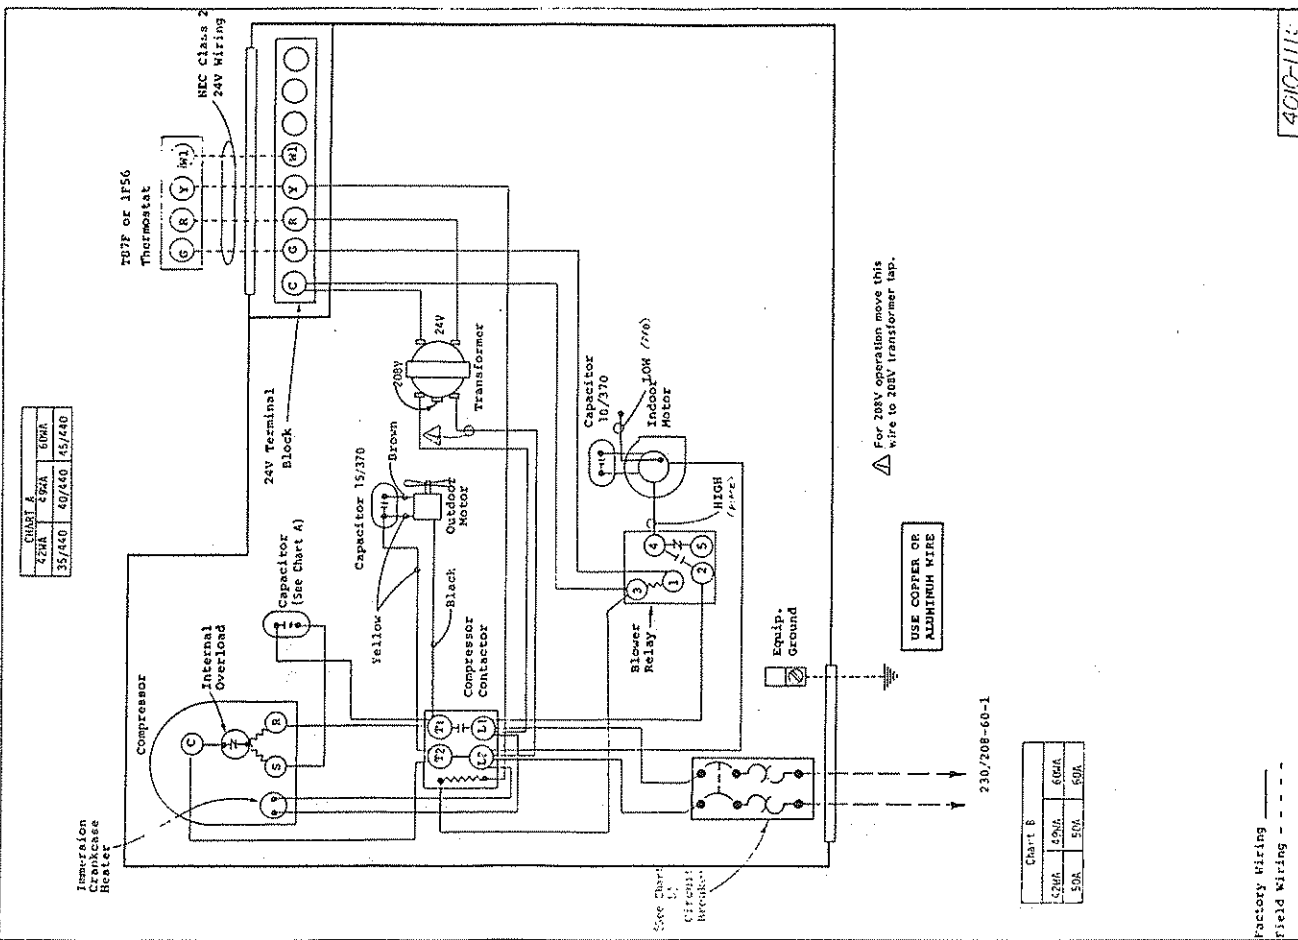 CHART A
42WA 49WA 60WA
35/440 40/440 45/440
T87F or 1F56
Thermostat
NEC Class 2
24V Wiring
G R Y W1
C G R Y W1
24V Terminal
Block
24V
208V
Transformer
Capacitor
(See Chart A)
Capacitor 15/370
Brown
Outdoor
Motor
Yellow
Black
Compressor
Internal
Overload
C
S
R
Immersion
Crankcase
Heater
Compressor
Contactor
T1
T2
L1
L2
Capacitor
10/370
LOW
Indoor
Motor
HIGH
Blower
Relay
4
5
3
1
2
For 208V operation move this
wire to 208V transformer tap.
Equip.
Ground
USE COPPER OR
ALUMINUM WIRE
See Chart
Circuit
Breaker
230/208-60-1
Chart B
42WA 49WA 60WA
50A 50A 60A
Factory Wiring
Field Wiring